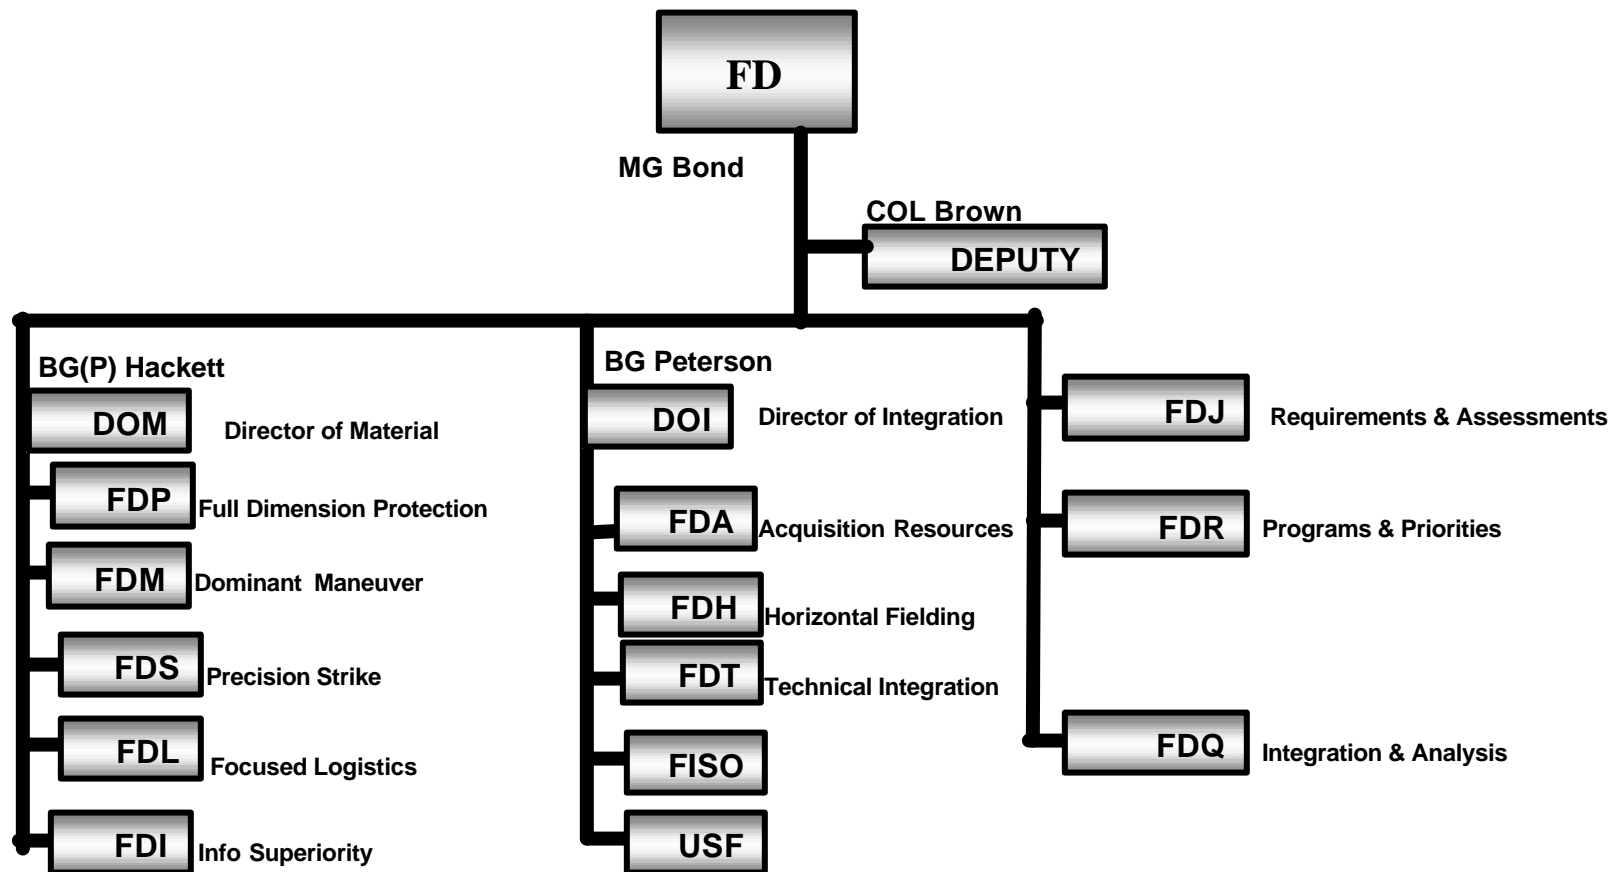 FD
MG Bond
COL Brown
DEPUTY
BG(P) Hackett
DOM
Director of Material
FDP
Full Dimension Protection
FDM
Dominant Maneuver
FDS
Precision Strike
FDL
Focused Logistics
FDI
Info Superiority
BG Peterson
DOI
Director of Integration
FDA
Acquisition Resources
FDH
Horizontal Fielding
FDT
Technical Integration
FISO
USF
FDJ
Requirements & Assessments
FDR
Programs & Priorities
FDQ
Integration & Analysis